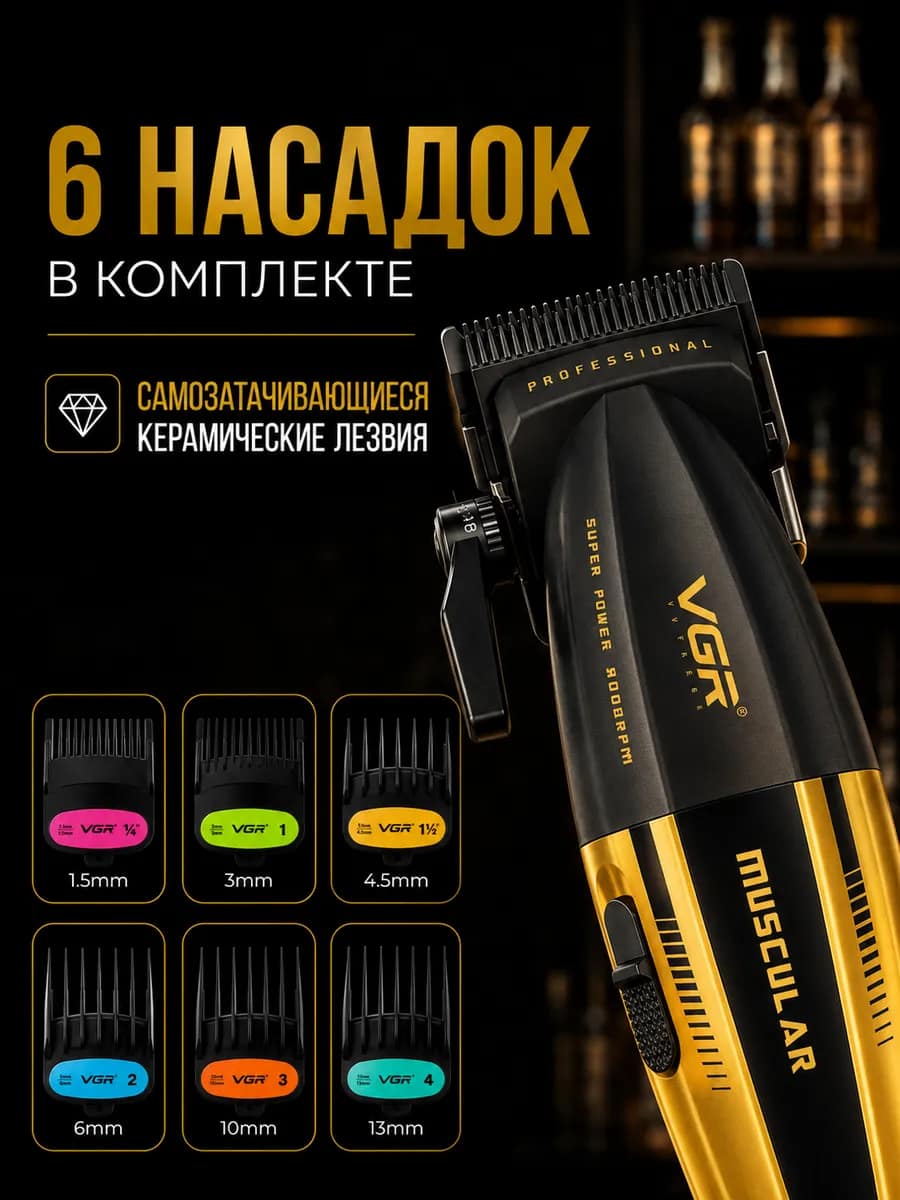 6 НАСАДОК
В КОМПЛЕКТЕ
САМОЗАТАЧИВАЮЩИЕСЯ
КЕРАМИЧЕСКИЕ ЛЕЗВИЯ
PROFESSIONAL
SUPER POWER
VGR®
MUSCULAR
VGR® ¼"
1.5mm
VGR® 1
3mm
VGR® 1½"
4.5mm
VGR® 2
6mm
VGR® 3
10mm
VGR® 4
13mm